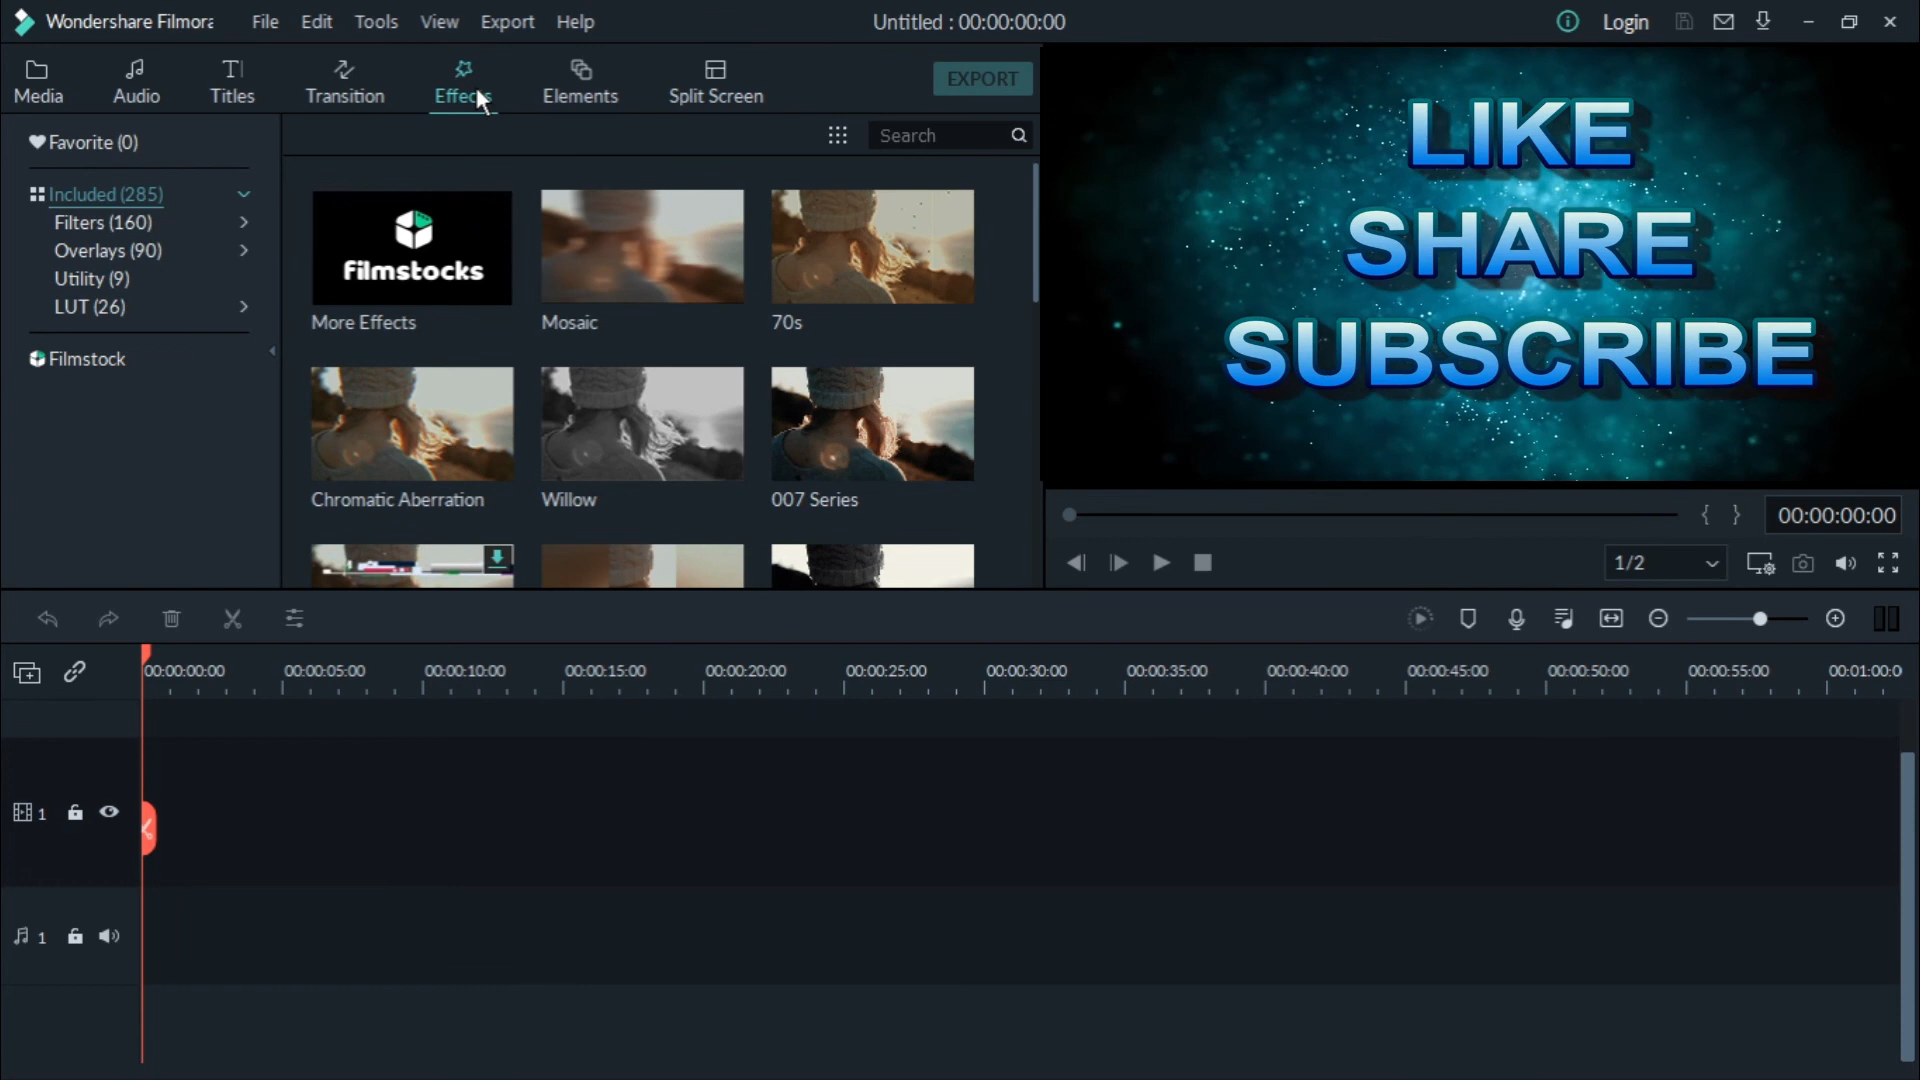 Wondershare Filmora File Edit Tools View Export Help Untitled : 00:00:00:00 Login
Media Audio Titles Transition Effects Elements Split Screen EXPORT
Favorite (0)
Search
Included (285)
Filters (160)
Overlays (90)
Utility (9)
LUT (26)
Filmstock
filmstocks
More Effects Mosaic 70s
Chromatic Aberration Willow 007 Series
LIKE
SHARE
SUBSCRIBE
{ } 00:00:00:00
1/2
00:00:00:00 00:00:05:00 00:00:10:00 00:00:15:00 00:00:20:00 00:00:25:00 00:00:30:00 00:00:35:00 00:00:40:00 00:00:45:00 00:00:50:00 00:00:55:00 00:01:00:0
1
1